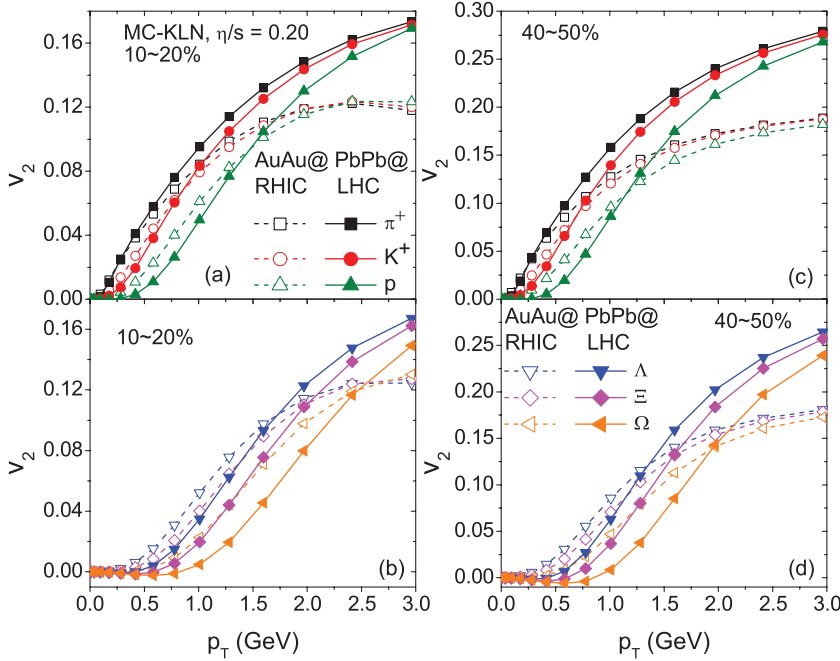 MC-KLN, η/s = 0.20
10~20%
0.16
0.12
0.08
0.04
0.00
v2
AuAu@ PbPb@
RHIC LHC
π+
K+
p
(a)
40~50%
0.25
0.20
0.15
0.10
0.05
0.00
v2
(c)
10~20%
0.16
0.12
0.08
0.04
0.00
v2
(b)
0.0 0.5 1.0 1.5 2.0 2.5 3.0
pT (GeV)
AuAu@ PbPb@
RHIC LHC
40~50%
Λ
Ξ
Ω
0.25
0.20
0.15
0.10
0.05
0.00
v2
(d)
0.0 0.5 1.0 1.5 2.0 2.5 3.0
pT (GeV)